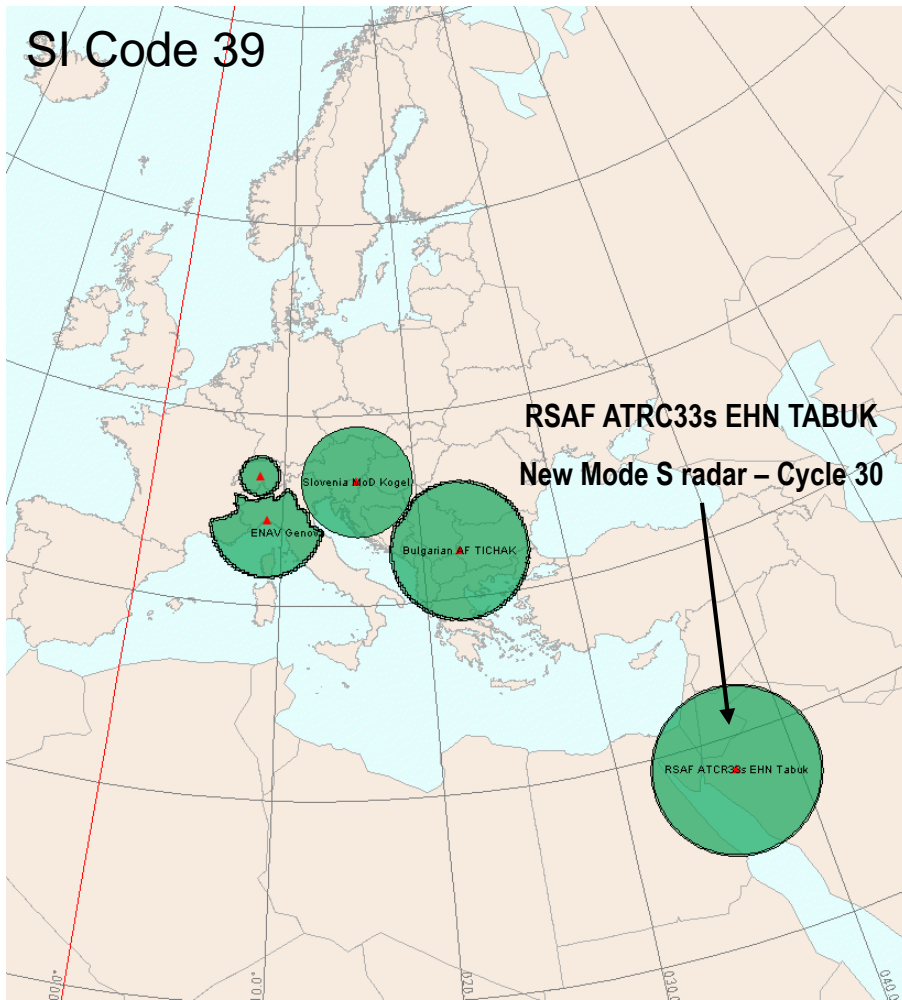 SI Code 39
RSAF ATRC33s EHN TABUK
New Mode S radar – Cycle 30
Slovenia MoD Kogel
ENAV Genova
Bulgarian AF TICHAK
RSAF ATCR33s EHN Tabuk